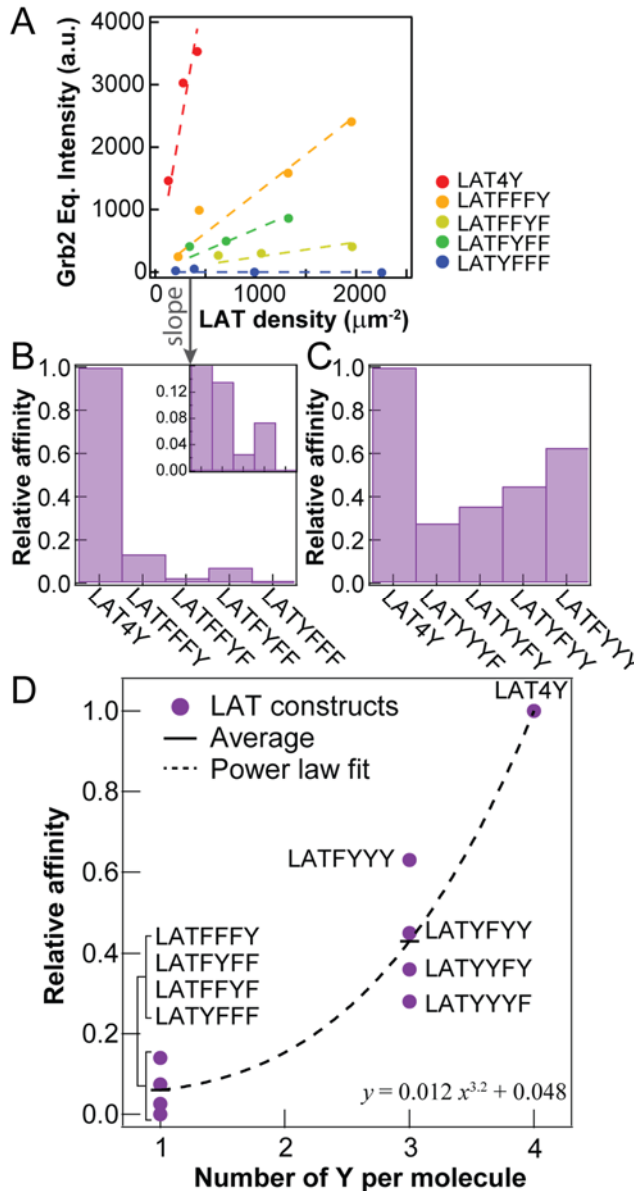 A
Grb2 Eq. Intensity (a.u.)
4000
3000
2000
1000
0
0
1000
2000
LAT density (μm-2)
LAT4Y
LATFFFY
LATFFYF
LATFYFF
LATYFFF
slope
B
Relative affinity
1.0
0.8
0.6
0.4
0.2
0.0
0.12
0.08
0.04
0.00
LAT4Y
LATFFFY
LATFFYF
LATFYFF
LATYFFF
C
Relative affinity
1.0
0.8
0.6
0.4
0.2
0.0
LAT4Y
LATYYYF
LATYYFY
LATYFYY
LATFYYY
D
Relative affinity
1.0
0.8
0.6
0.4
0.2
0.0
LAT constructs
Average
Power law fit
LAT4Y
LATFYYY
LATYFYY
LATYYFY
LATYYYF
LATFFFY
LATFYFF
LATFFYF
LATYFFF
y = 0.012 x3.2 + 0.048
1
2
3
4
Number of Y per molecule